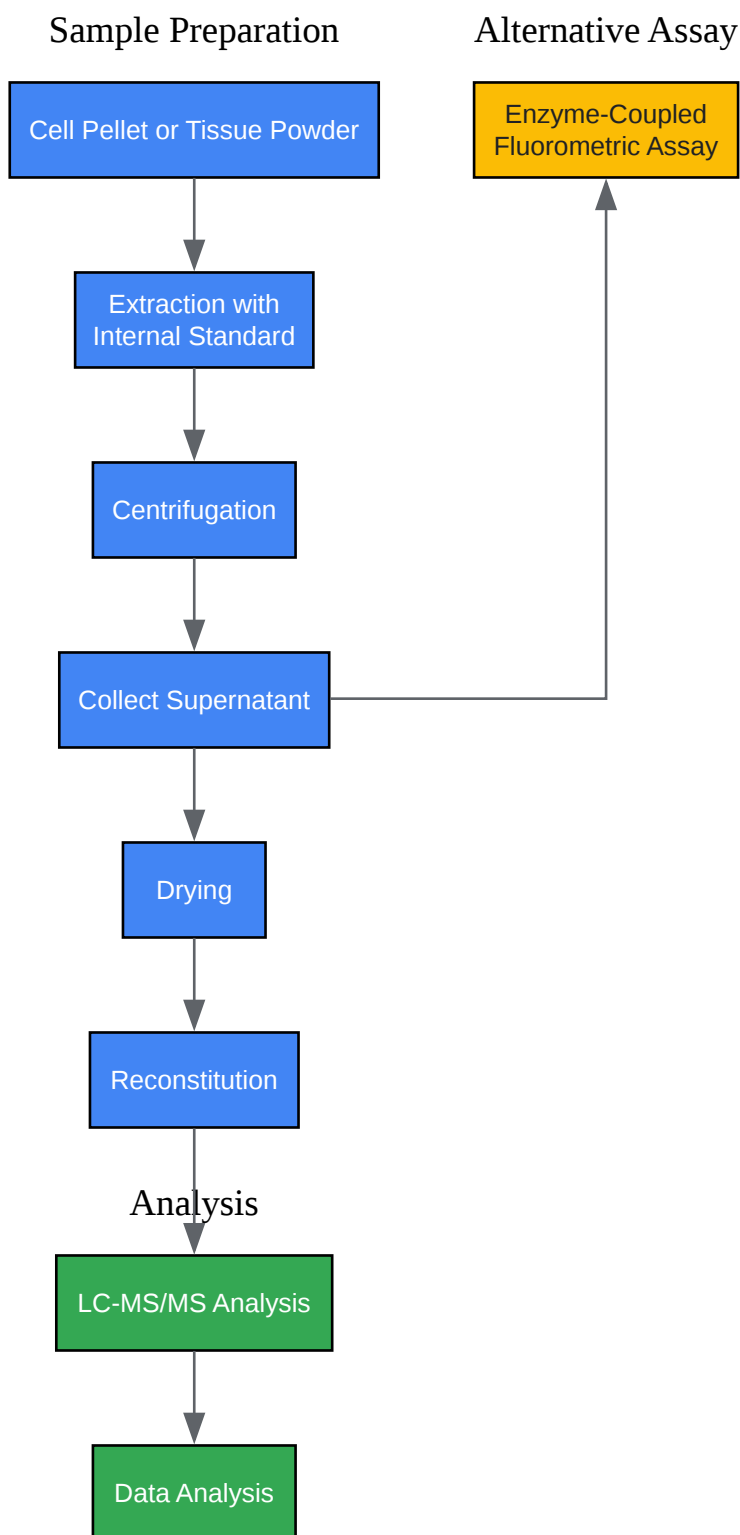 Sample Preparation
Alternative Assay
Cell Pellet or Tissue Powder
Enzyme-Coupled
Fluorometric Assay
Extraction with
Internal Standard
Centrifugation
Collect Supernatant
Drying
Reconstitution
Analysis
LC-MS/MS Analysis
Data Analysis